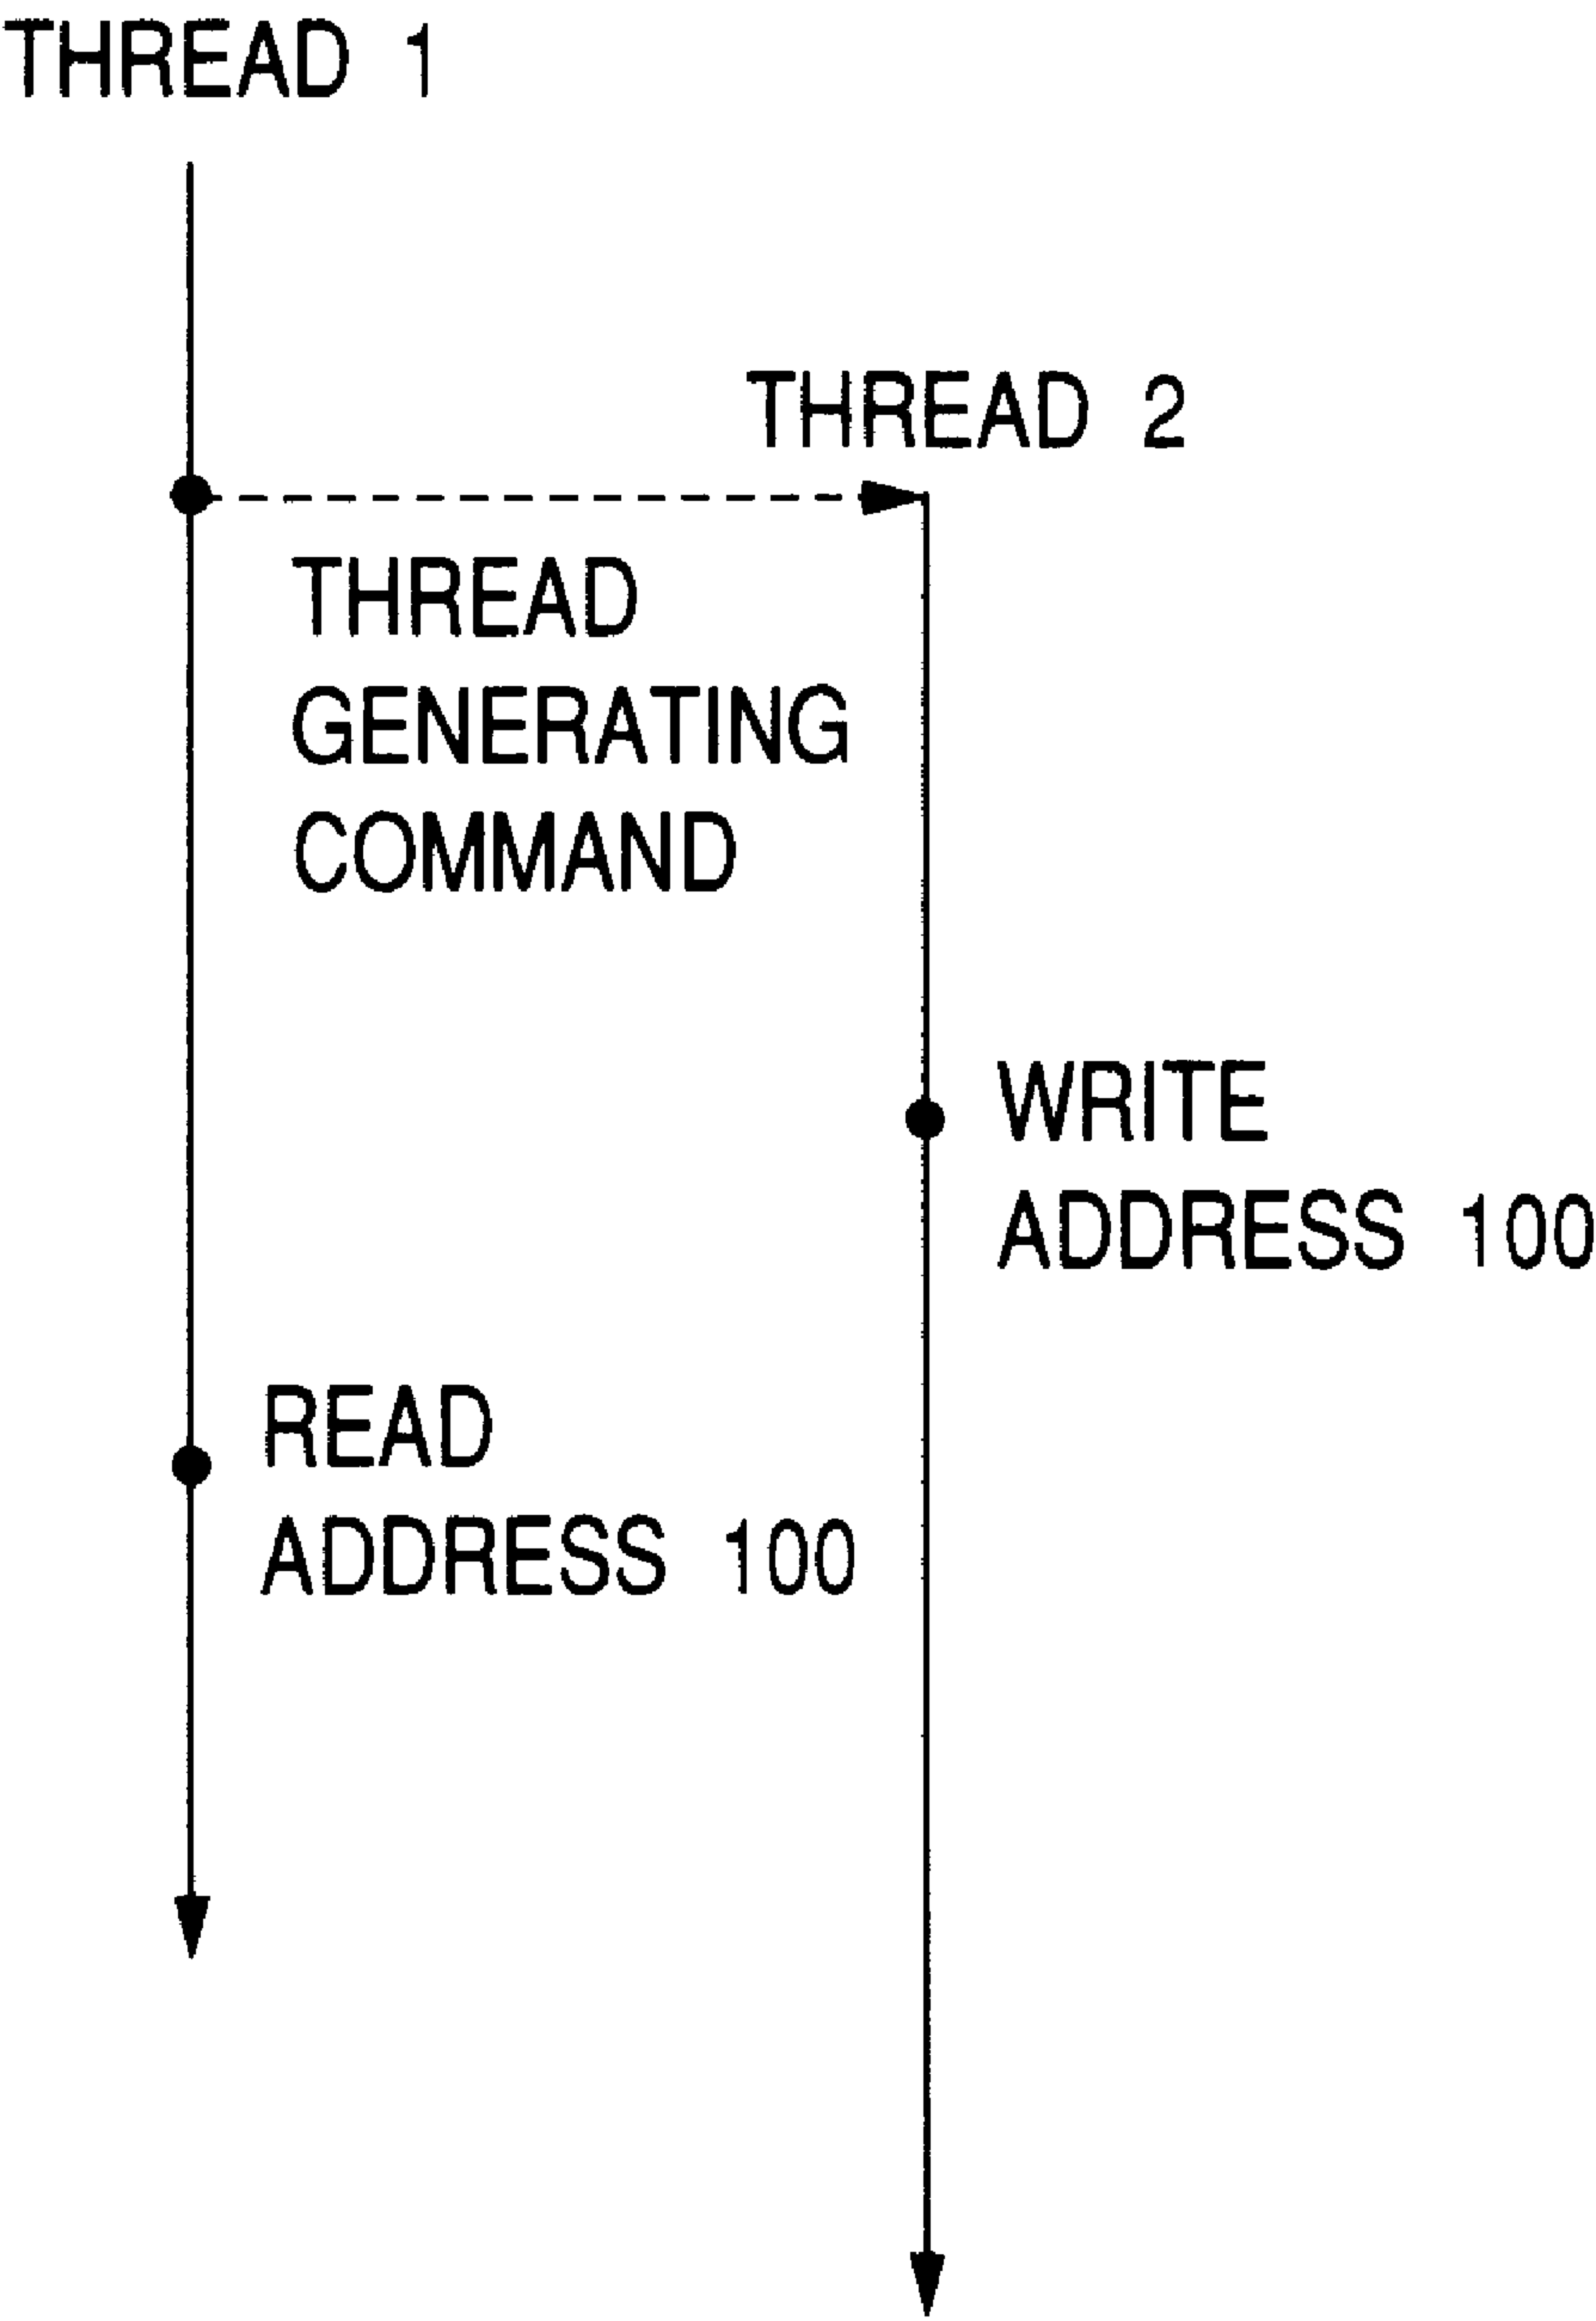 THREAD 1
THREAD 2
THREAD
GENERATING
COMMAND
WRITE
ADDRESS 100
READ
ADDRESS 100